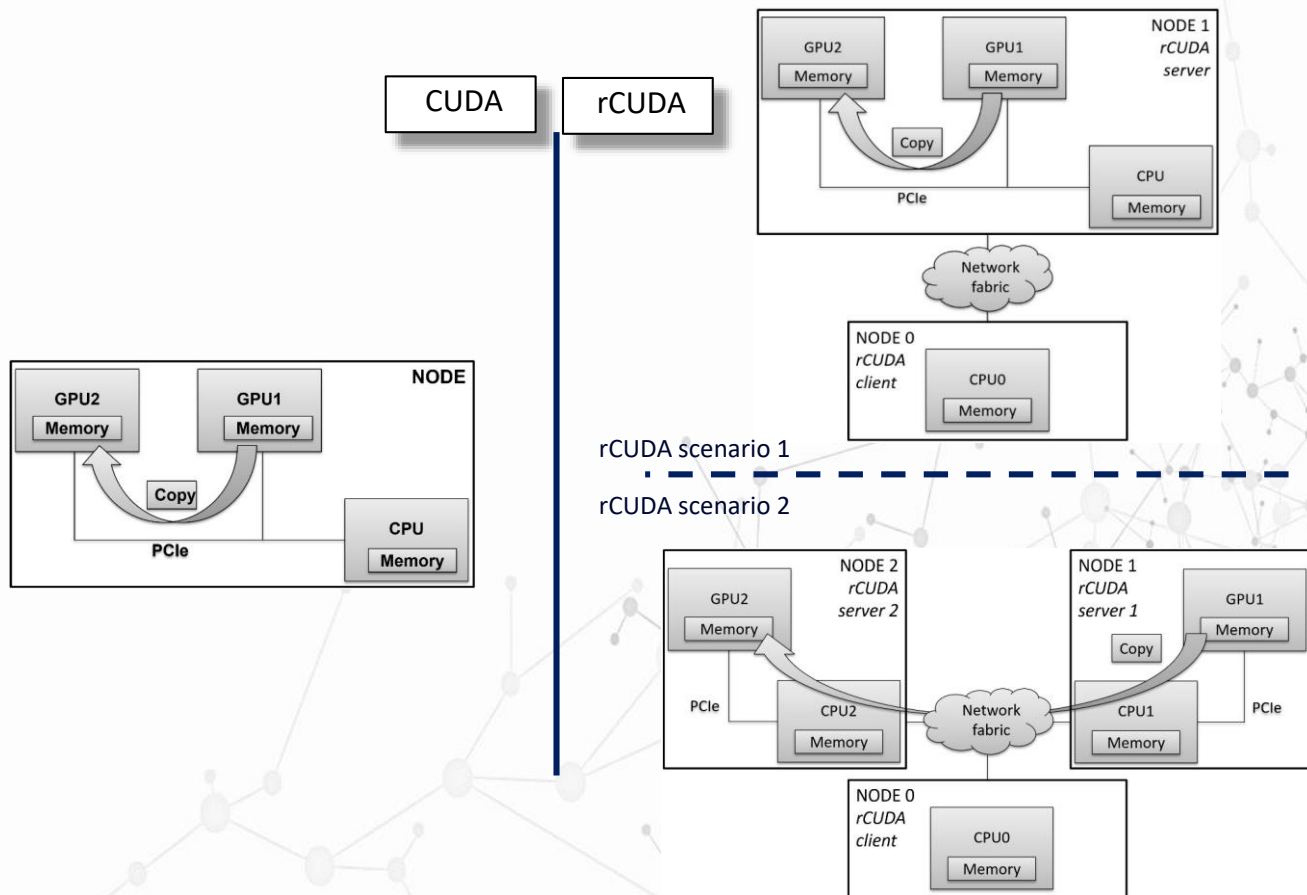 CUDA
rCUDA
NODE
GPU2
GPU1
Memory
Memory
Copy
CPU
PCIe
Memory
NODE 1
rCUDA
server
GPU2
GPU1
Memory
Memory
Copy
CPU
PCIe
Memory
Network
fabric
NODE 0
rCUDA
client
CPU0
Memory
rCUDA scenario 1
rCUDA scenario 2
NODE 2
rCUDA
server 2
GPU2
Memory
PCIe
CPU2
Memory
Network
fabric
NODE 1
rCUDA
server 1
GPU1
Memory
Copy
PCIe
CPU1
Memory
NODE 0
rCUDA
client
CPU0
Memory